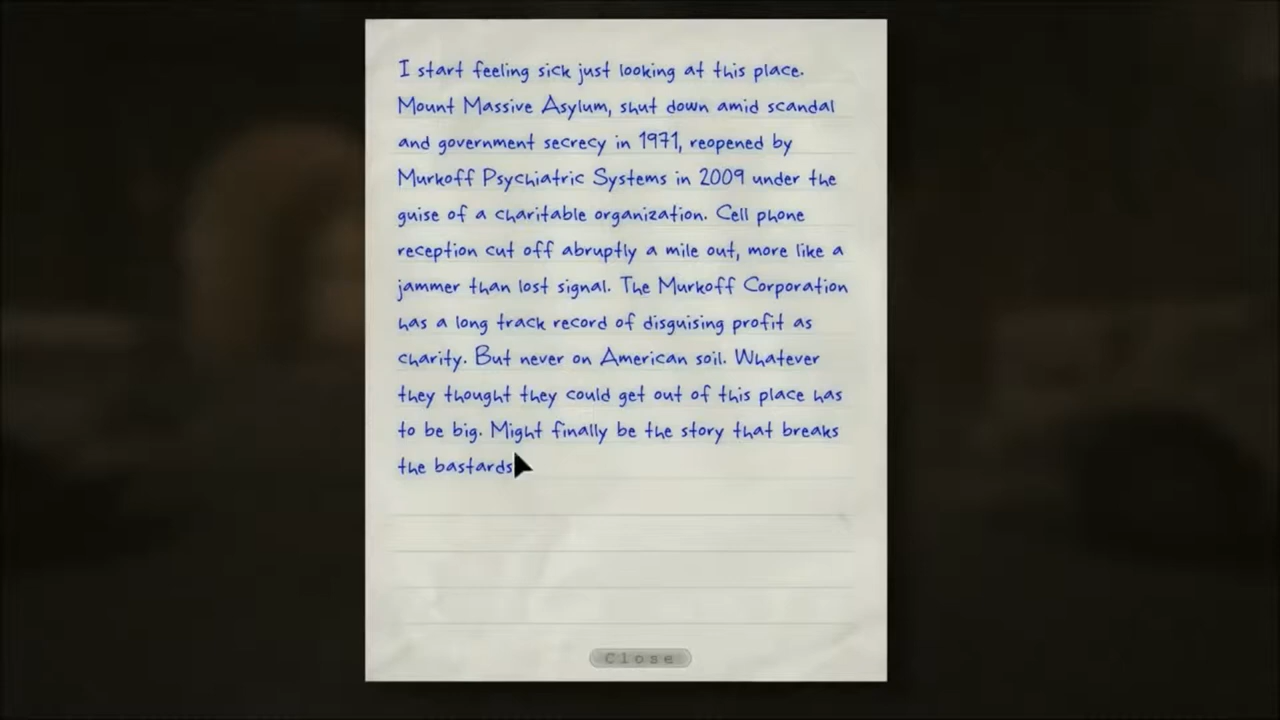 I start feeling sick just looking at this place.
Mount Massive Asylum, shut down amid scandal
and government secrecy in 1971, reopened by
Murkoff Psychiatric Systems in 2009 under the
guise of a charitable organization. Cell phone
reception cut off abruptly a mile out, more like a
jammer than lost signal. The Murkoff Corporation
has a long track record of disguising profit as
charity. But never on American soil. Whatever
they thought they could get out of this place has
to be big. Might finally be the story that breaks
the bastards
Close